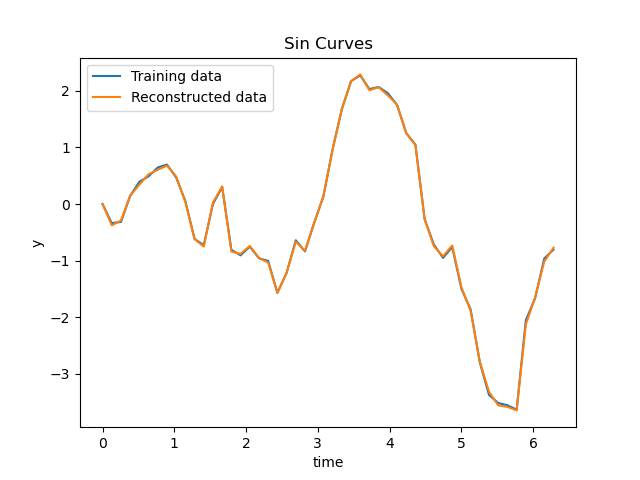 Sin Curves
Training data
Reconstructed data
2
1
0
−1
−2
−3
y
0 1 2 3 4 5 6
time